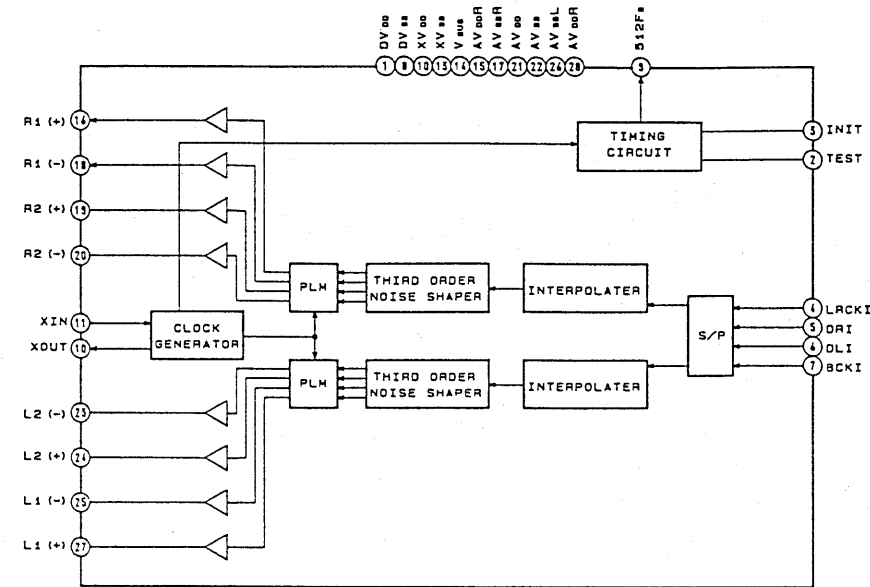 DVDD
DVSS
XVDD
XVSS
VSUS
AVDDR
AVSSR
AVDD
AVSS
AVSSL
AVDDR
512Fs
1 8 10 13 14 15 17 21 22 26 28 9
R1 (+) 16
R1 (-) 18
R2 (+) 19
R2 (-) 20
TIMING
CIRCUIT
3 INIT
2 TEST
PLM
THIRD ORDER
NOISE SHAPER
INTERPOLATER
XIN 11
XOUT 10
CLOCK
GENERATOR
S/P
4 LRCKI
5 DRI
6 DLI
7 BCKI
PLM
THIRD ORDER
NOISE SHAPER
INTERPOLATER
L2 (-) 23
L2 (+) 24
L1 (-) 25
L1 (+) 27